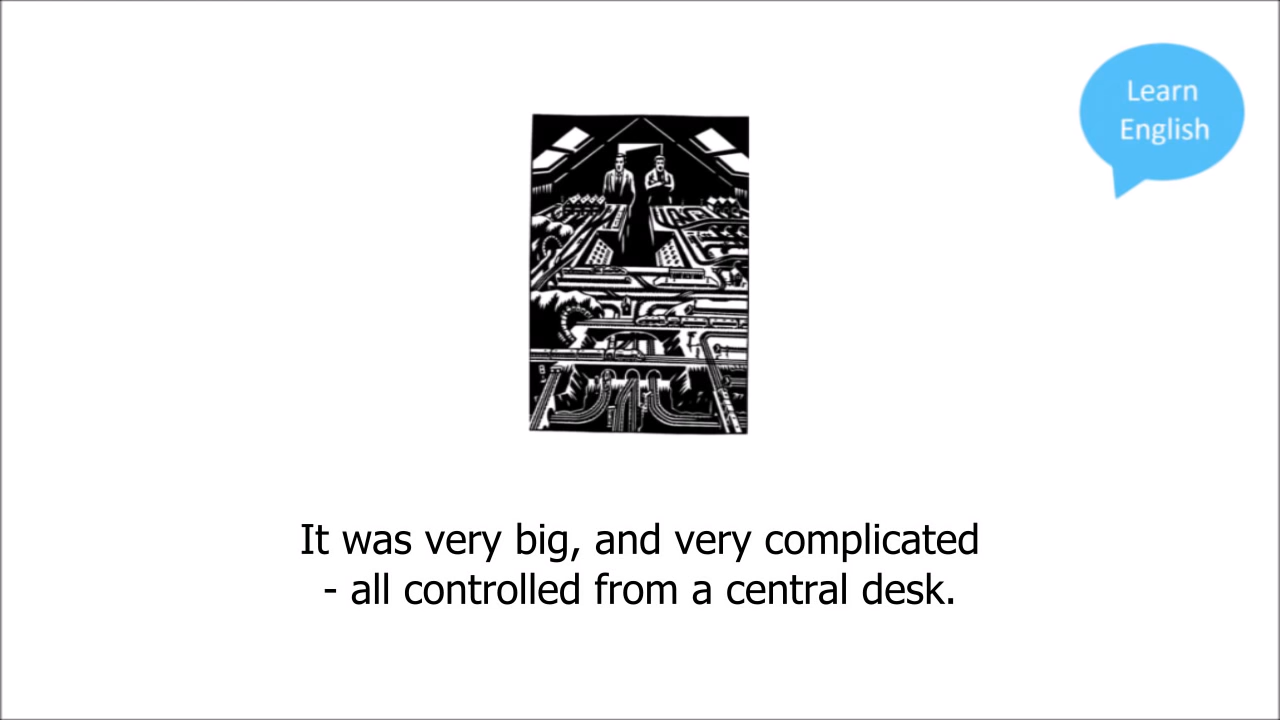 Learn
English
It was very big, and very complicated
- all controlled from a central desk.